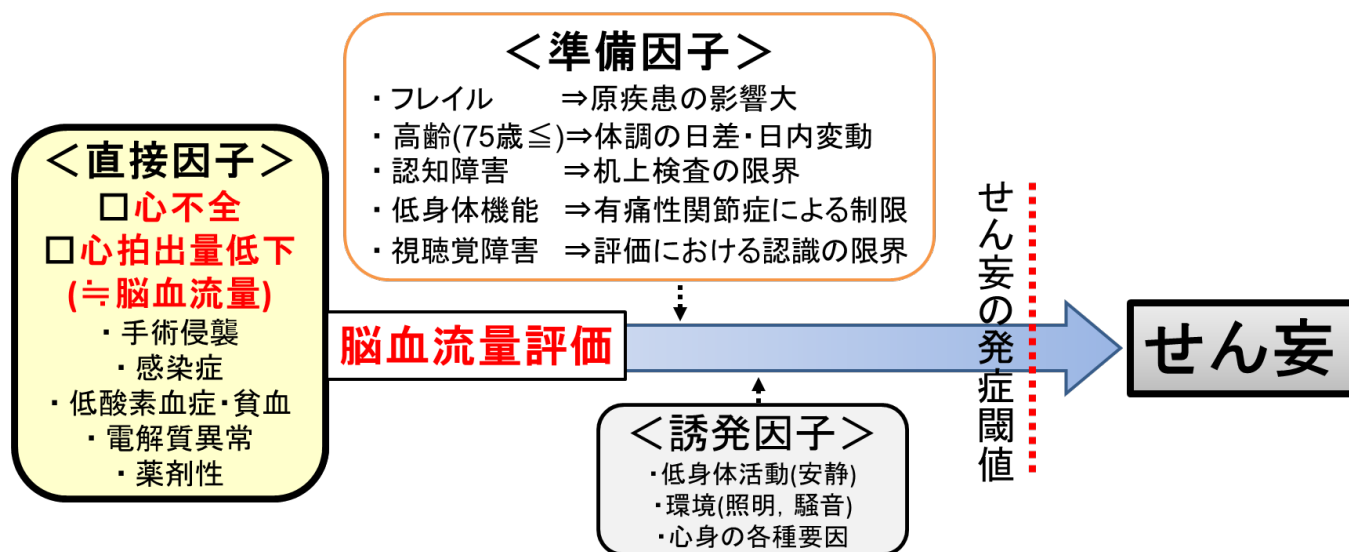 ＜準備因子＞
・フレイル ⇒原疾患の影響大
・高齢(75歳≦)⇒体調の日差・日内変動
・認知障害 ⇒机上検査の限界
・低身体機能 ⇒有痛性関節症による制限
・視聴覚障害 ⇒評価における認識の限界
＜直接因子＞
□心不全
□心拍出量低下
(≒脳血流量)
・手術侵襲
・感染症
・低酸素血症・貧血
・電解質異常
・薬剤性
脳血流量評価
＜誘発因子＞
・低身体活動(安静)
・環境(照明, 騒音)
・心身の各種要因
せん妄の発症閾値
せん妄